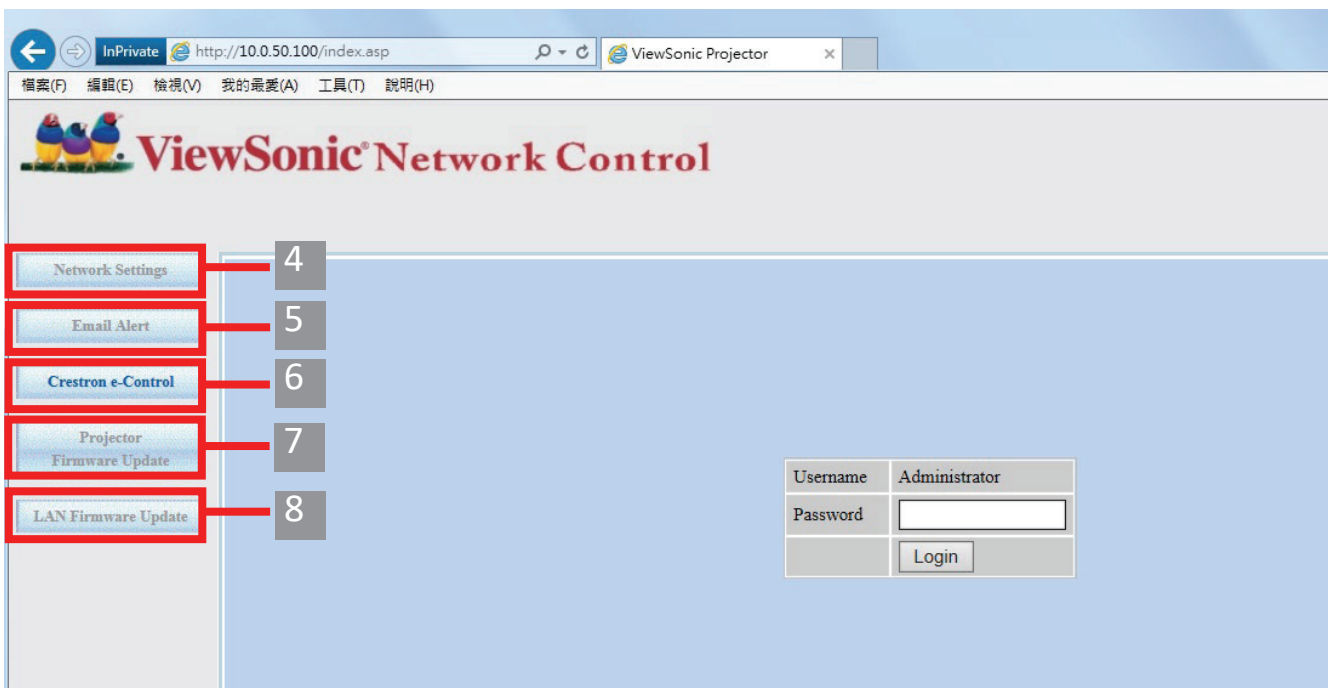 InPrivate http://10.0.50.100/index.asp ViewSonic Projector
檔案(F) 編輯(E) 檢視(V) 我的最愛(A) 工具(T) 說明(H)
ViewSonic® Network Control
Network Settings 4
Email Alert 5
Crestron e-Control 6
Projector
Firmware Update 7
LAN Firmware Update 8
Username Administrator
Password
Login